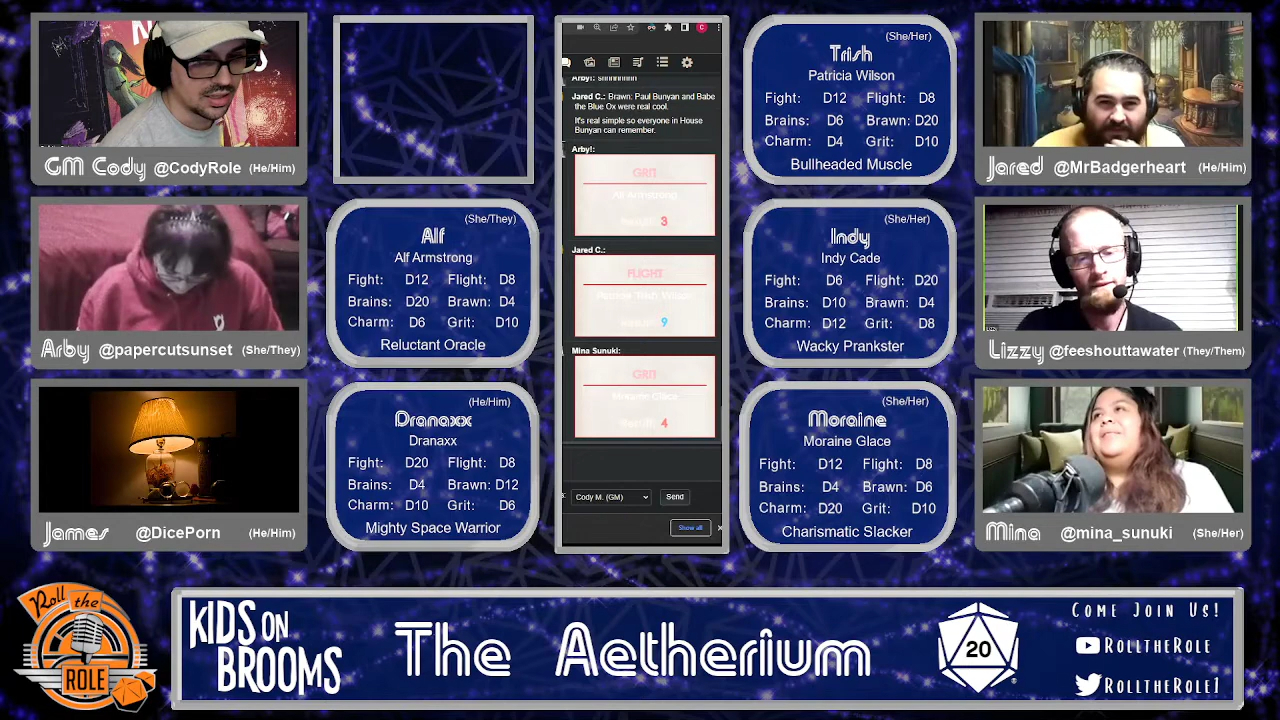 GM Cody @CodyRole (He/Him)
Arby @papercutsunset (She/They)
James @DicePorn (He/Him)
(She/They)
Alf
Alf Armstrong
Fight: D12 Flight: D8
Brains: D20 Brawn: D4
Charm: D6 Grit: D10
Reluctant Oracle
(He/Him)
Dranaxx
Dranaxx
Fight: D20 Flight: D8
Brains: D4 Brawn: D12
Charm: D10 Grit: D6
Mighty Space Warrior
Jared C.: Brawn: Paul Bunyan and Babe
the Blue Ox were real cool.
It's real simple so everyone in House
Bunyan can remember.
Arby!:
GRIT
Alf Armstrong
3
Jared C.:
FLIGHT
9
Mina Sunuki:
GRIT
4
Cody M. (GM)
Send
Show all
(She/Her)
Trish
Patricia Wilson
Fight: D12 Flight: D8
Brains: D6 Brawn: D20
Charm: D4 Grit: D10
Bullheaded Muscle
(She/Her)
Indy
Indy Cade
Fight: D6 Flight: D20
Brains: D10 Brawn: D4
Charm: D12 Grit: D8
Wacky Prankster
(She/Her)
Moraine
Moraine Glace
Fight: D12 Flight: D8
Brains: D4 Brawn: D6
Charm: D20 Grit: D10
Charismatic Slacker
Jared @MrBadgerheart (He/Him)
Lizzy @feeshouttawater (They/Them)
Mina @mina_sunuki (She/Her)
Roll the
ROLE
KIDS ON
BROOMS
The Aetherium
20
COME JOIN US!
ROLLTHEROLE
ROLLTHEROLE1